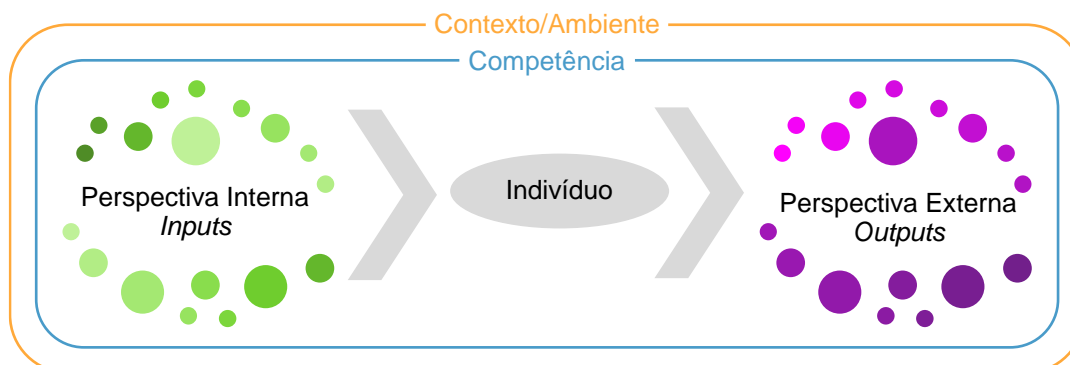 Contexto/Ambiente
Competência
Perspectiva Interna
Inputs
Indivíduo
Perspectiva Externa
Outputs